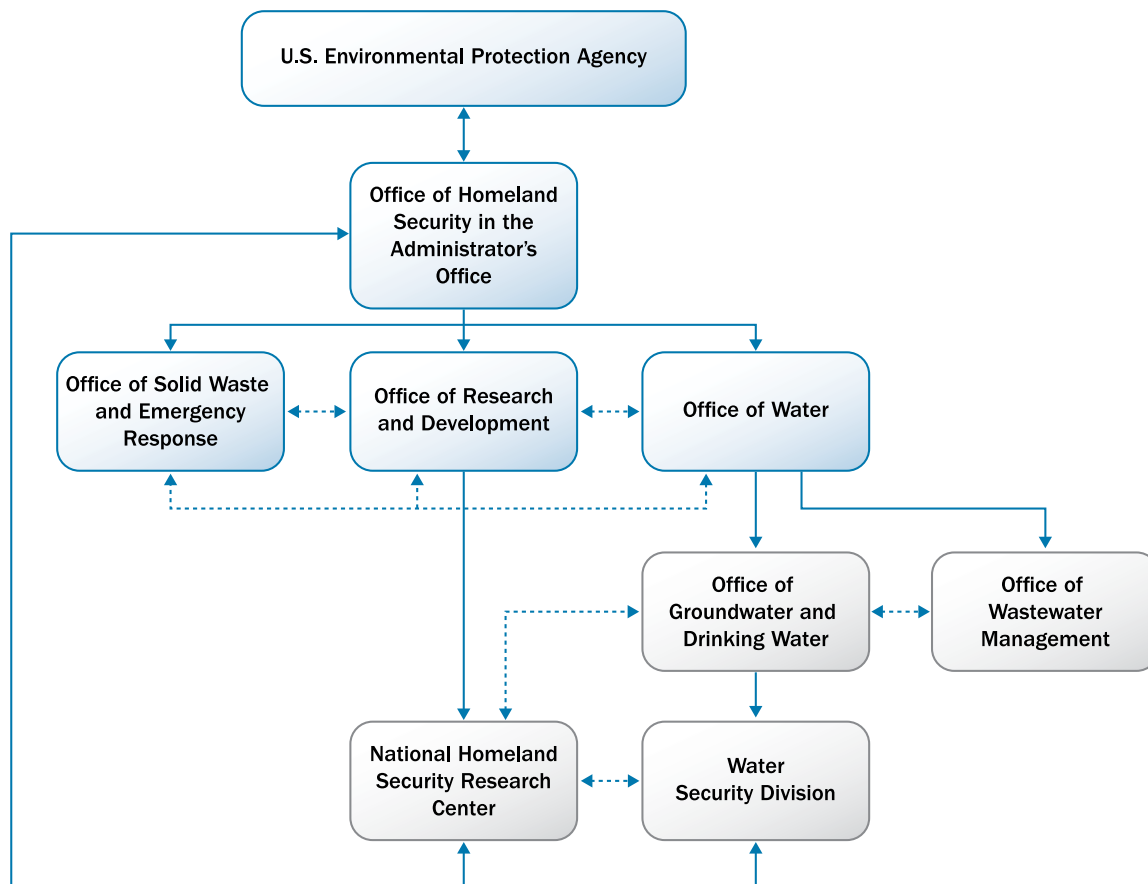 U.S. Environmental Protection Agency
Office of Homeland
Security in the
Administrator's
Office
Office of Solid Waste
and Emergency
Response
Office of Research
and Development
Office of Water
Office of
Groundwater and
Drinking Water
Office of
Wastewater
Management
National Homeland
Security Research
Center
Water
Security Division